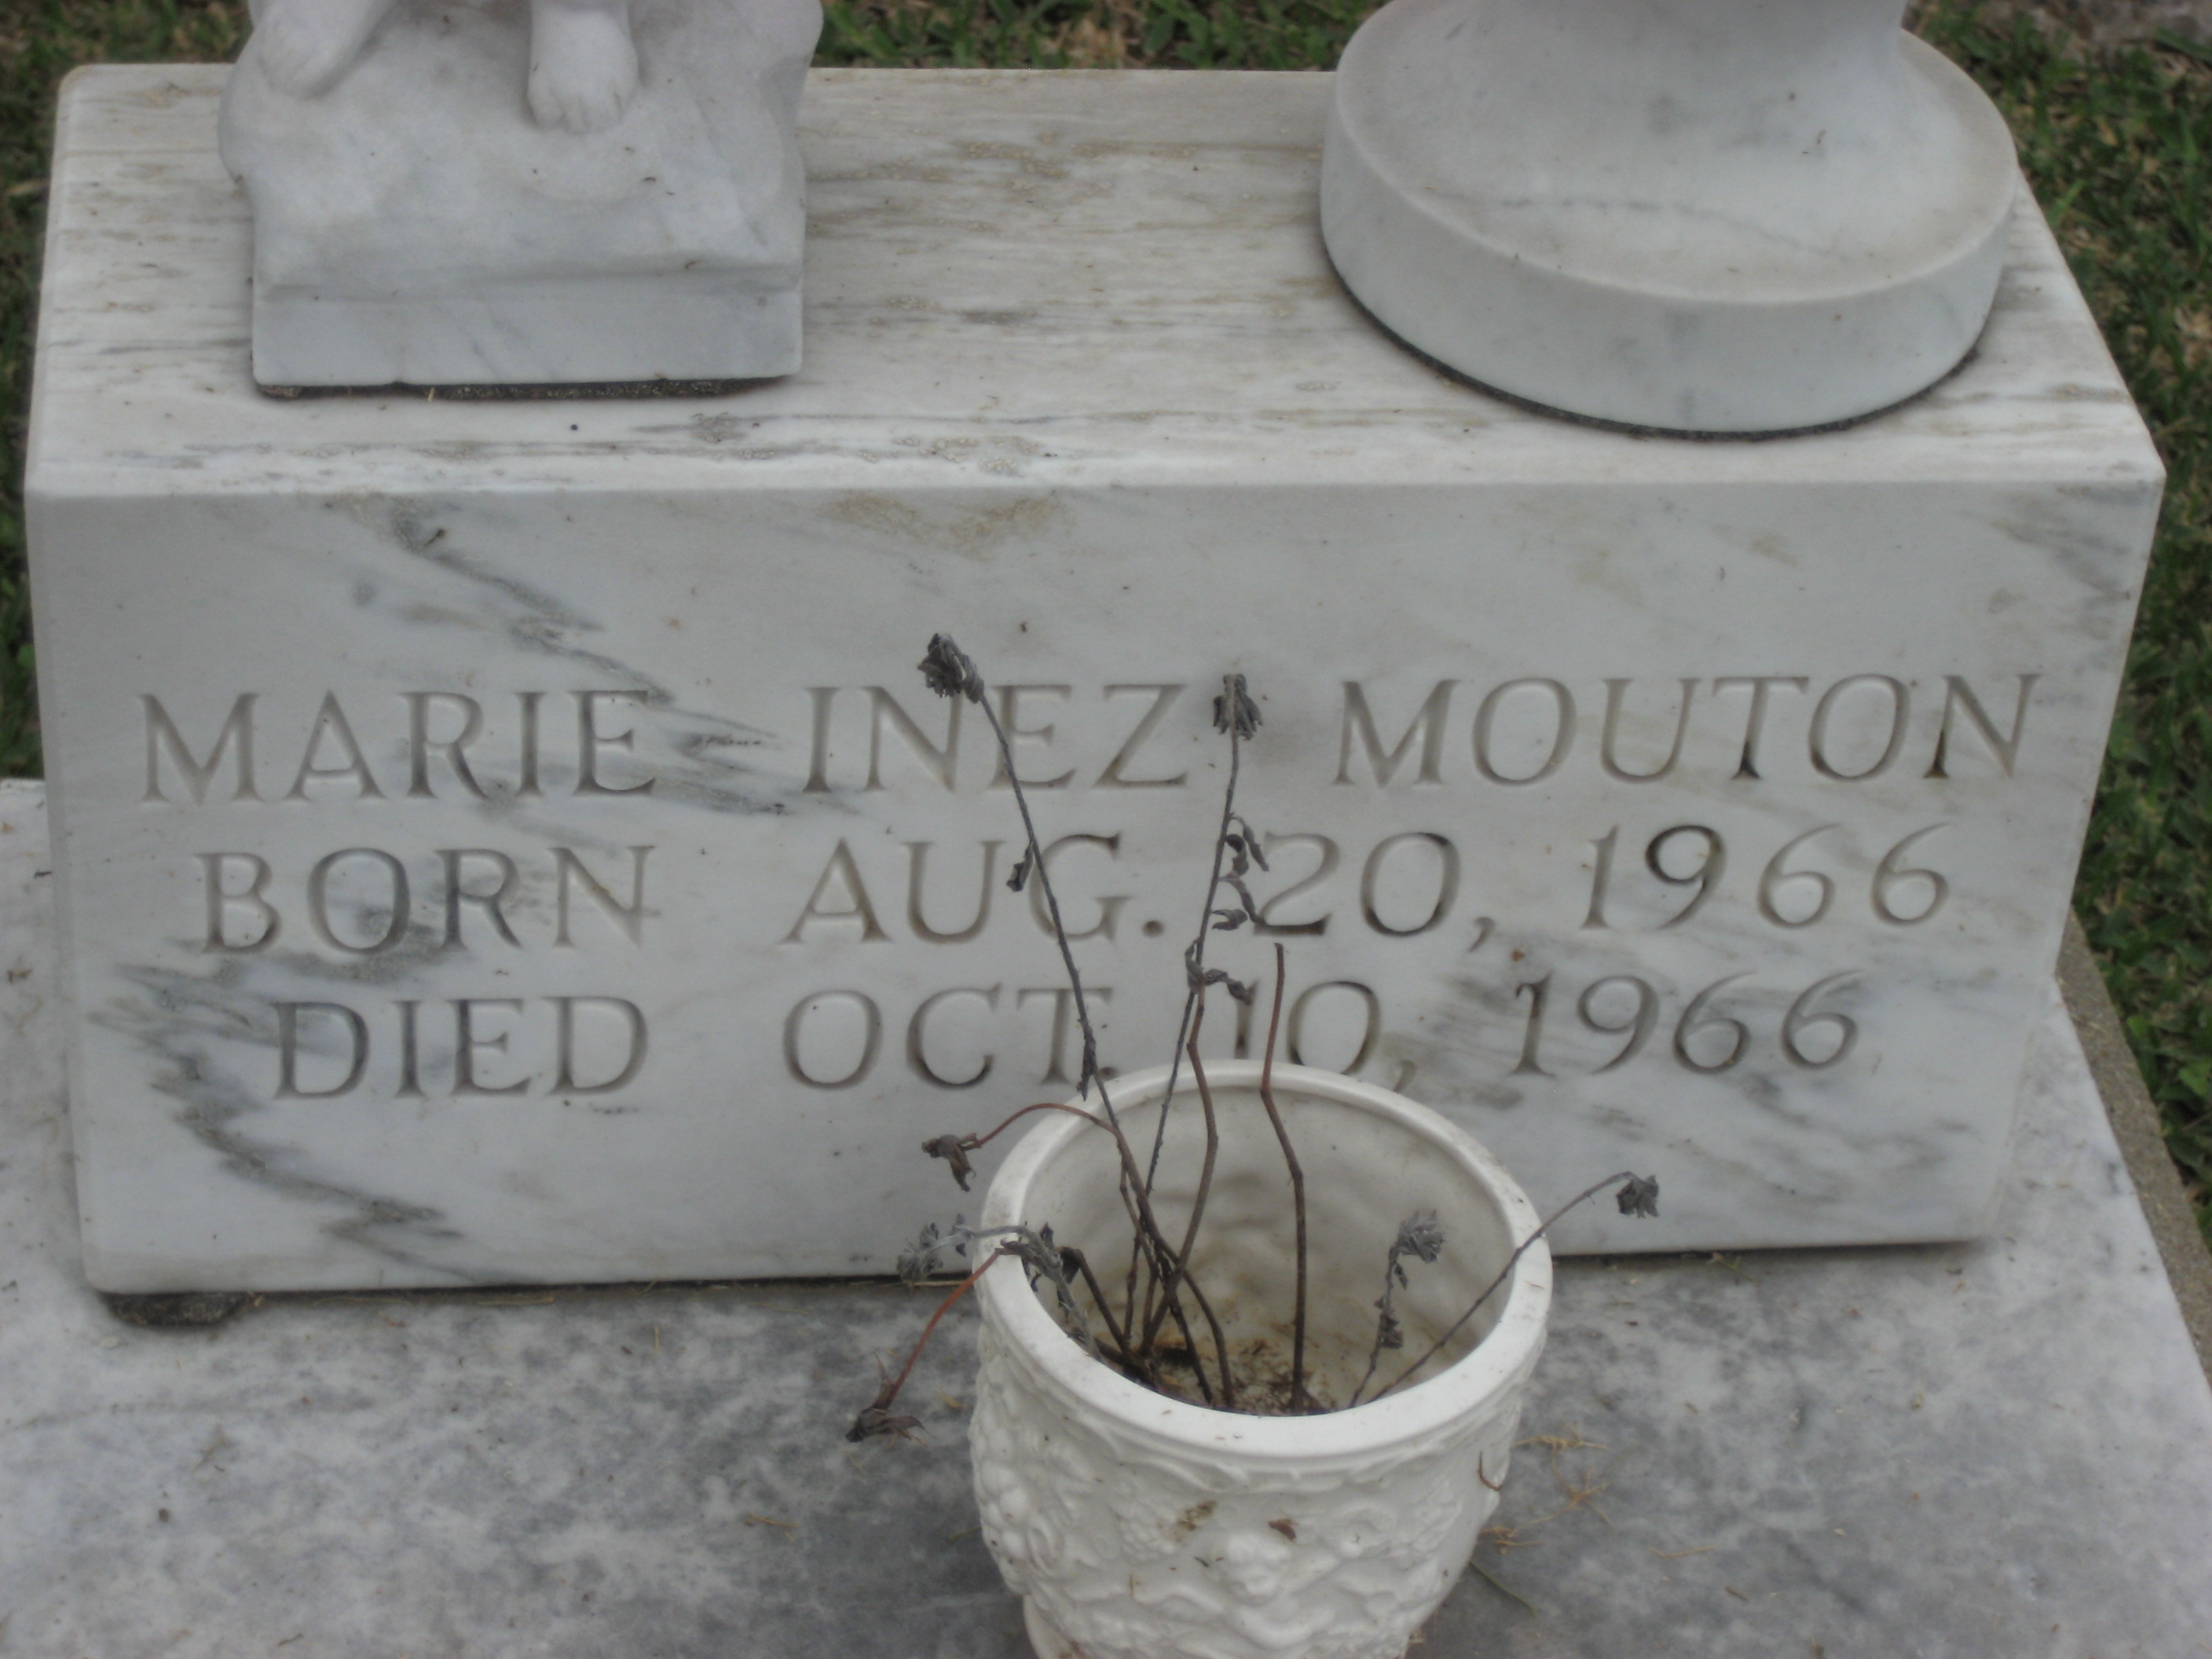 MARIE INEZ MOUTON
BORN AUG. 20, 1966
DIED OCT. 10, 1966